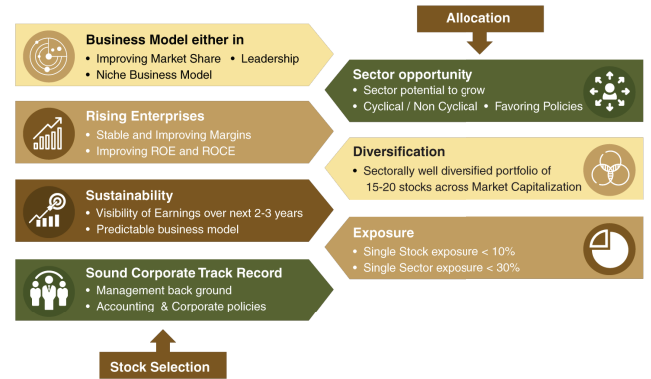 Allocation
Business Model either in
• Improving Market Share • Leadership
• Niche Business Model
Sector opportunity
• Sector potential to grow
• Cyclical / Non Cyclical • Favoring Policies
Rising Enterprises
• Stable and Improving Margins
• Improving ROE and ROCE
Diversification
• Sectorally well diversified portfolio of
15-20 stocks across Market Capitalization
Sustainability
• Visibility of Earnings over next 2-3 years
• Predictable business model
Exposure
• Single Stock exposure < 10%
• Single Sector exposure < 30%
Sound Corporate Track Record
• Management back ground
• Accounting & Corporate policies
Stock Selection